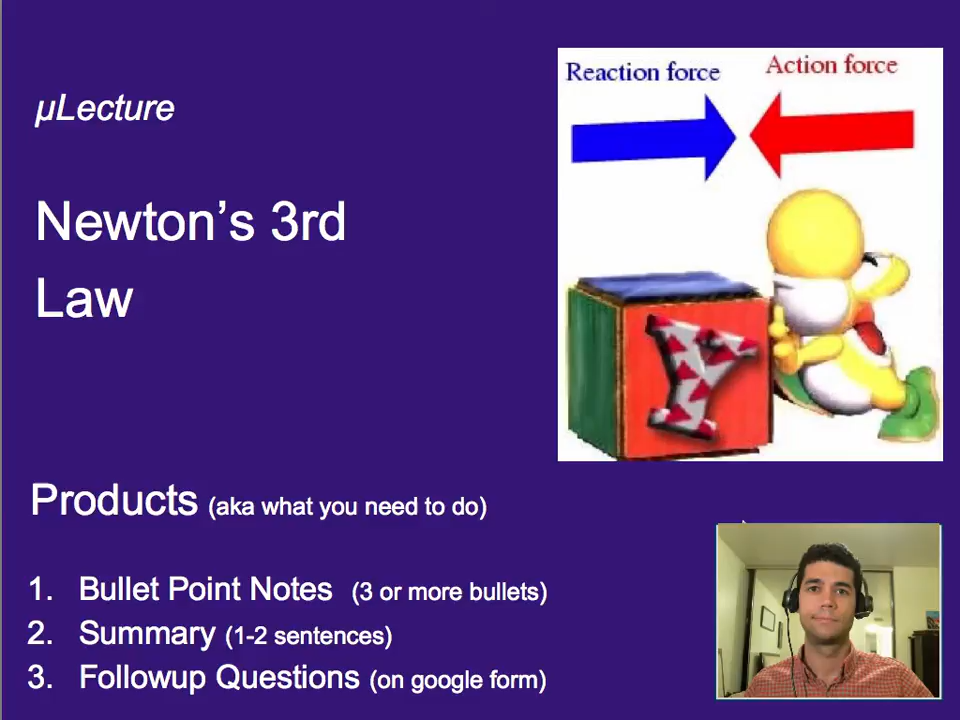 µLecture
Newton’s 3rd
Law
Reaction force
Action force
Y
Products (aka what you need to do)
1. Bullet Point Notes (3 or more bullets)
2. Summary (1-2 sentences)
3. Followup Questions (on google form)